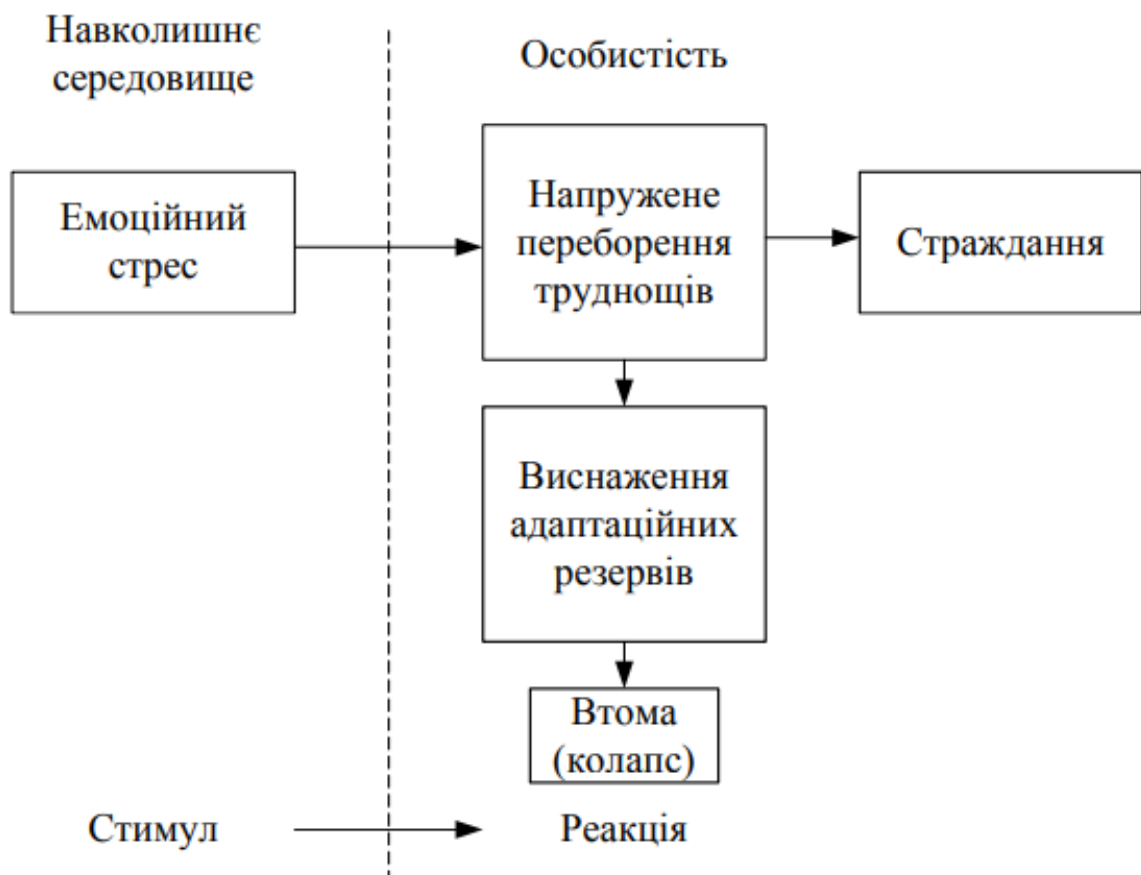 Навколишнє
середовище
Особистість
Емоційний
стрес
Напружене
переборення
труднощів
Страждання
Виснаження
адаптаційних
резервів
Втома
(колапс)
Стимул
Реакція